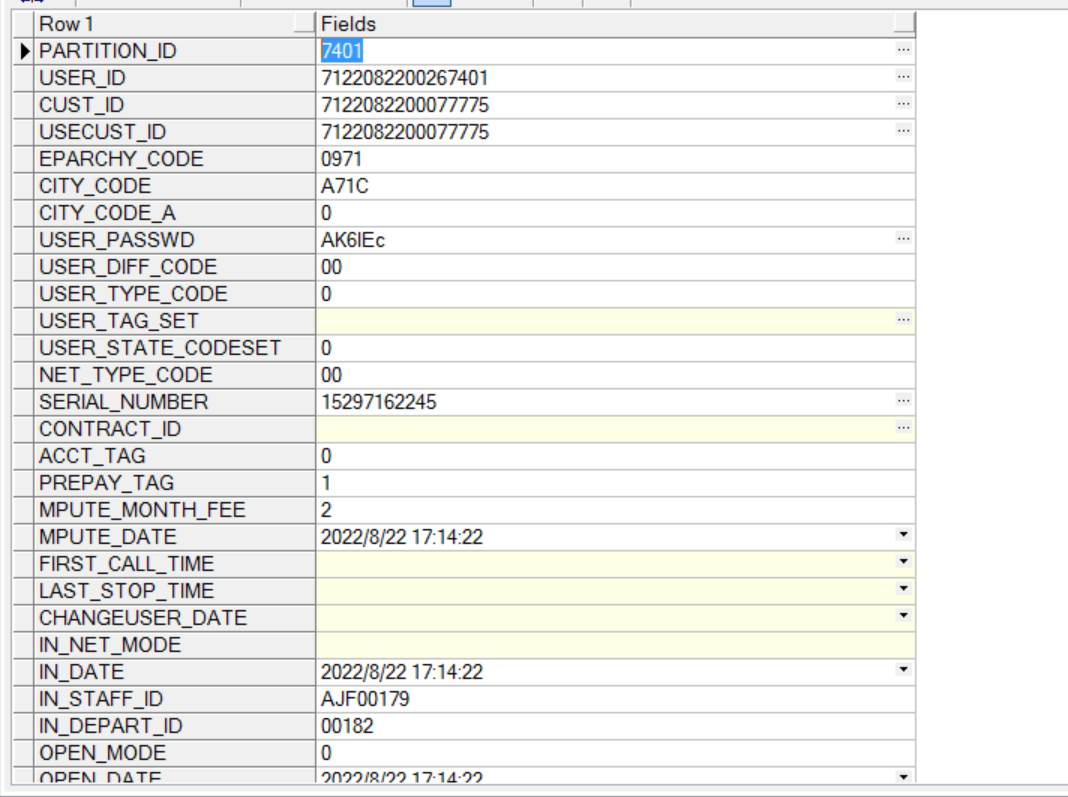 Row 1 Fields
PARTITION_ID 7401
USER_ID 7122082200267401
CUST_ID 7122082200077775
USECUST_ID 7122082200077775
EPARCHY_CODE 0971
CITY_CODE A71C
CITY_CODE_A 0
USER_PASSWD AK6IEc
USER_DIFF_CODE 00
USER_TYPE_CODE 0
USER_TAG_SET
USER_STATE_CODESET 0
NET_TYPE_CODE 00
SERIAL_NUMBER 15297162245
CONTRACT_ID
ACCT_TAG 0
PREPAY_TAG 1
MPUTE_MONTH_FEE 2
MPUTE_DATE 2022/8/22 17:14:22
FIRST_CALL_TIME
LAST_STOP_TIME
CHANGEUSER_DATE
IN_NET_MODE
IN_DATE 2022/8/22 17:14:22
IN_STAFF_ID AJF00179
IN_DEPART_ID 00182
OPEN_MODE 0
OPEN_DATE 2022/8/22 17:14:22